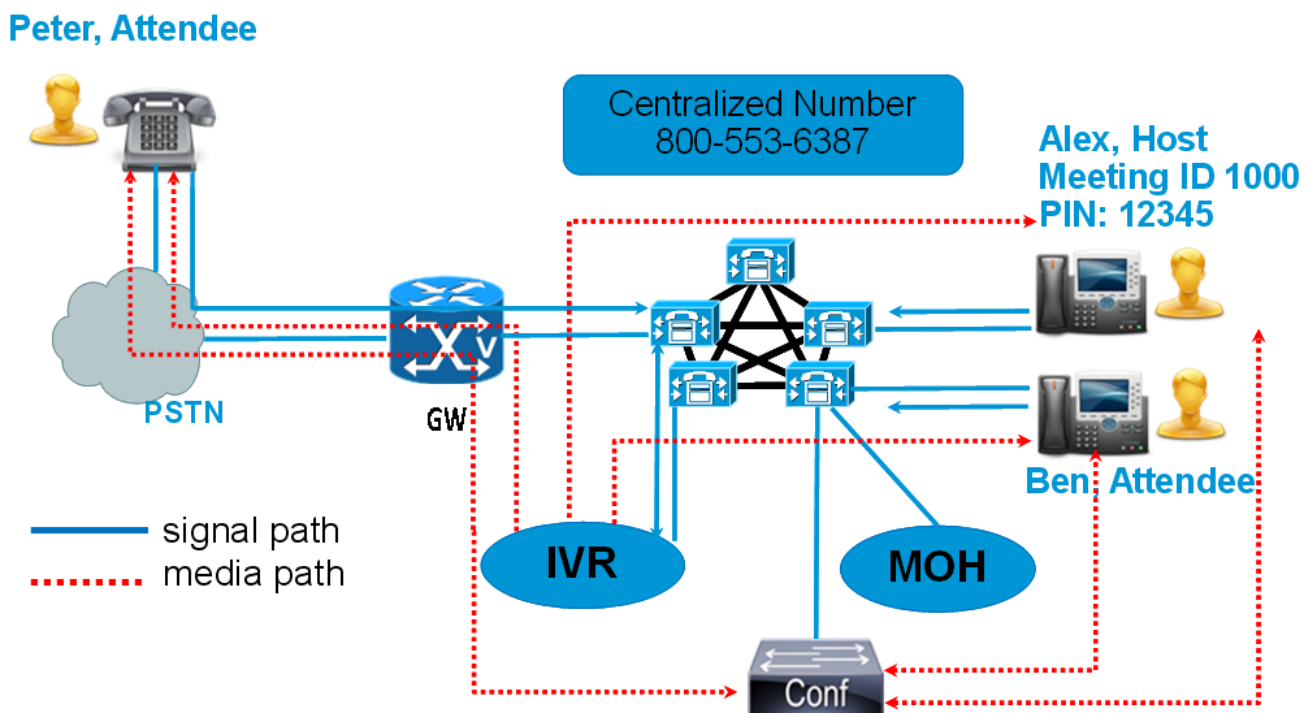 Peter, Attendee
Centralized Number
800-553-6387
Alex, Host
Meeting ID 1000
PIN: 12345
V
PSTN
GW
Ben, Attendee
signal path
media path
IVR
MOH
Conf